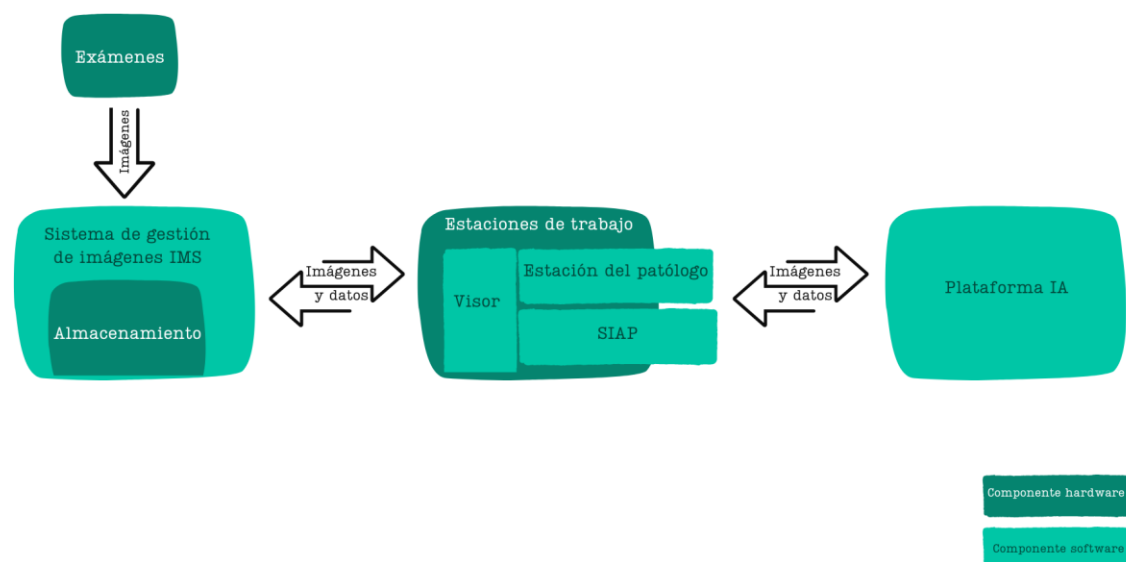 Exámenes
Imágenes
Sistema de gestión
de imágenes IMS
Almacenamiento
Imágenes
y datos
Estaciones de trabajo
Visor
Estación del patólogo
SIAP
Imágenes
y datos
Plataforma IA
Componente hardware
Componente software